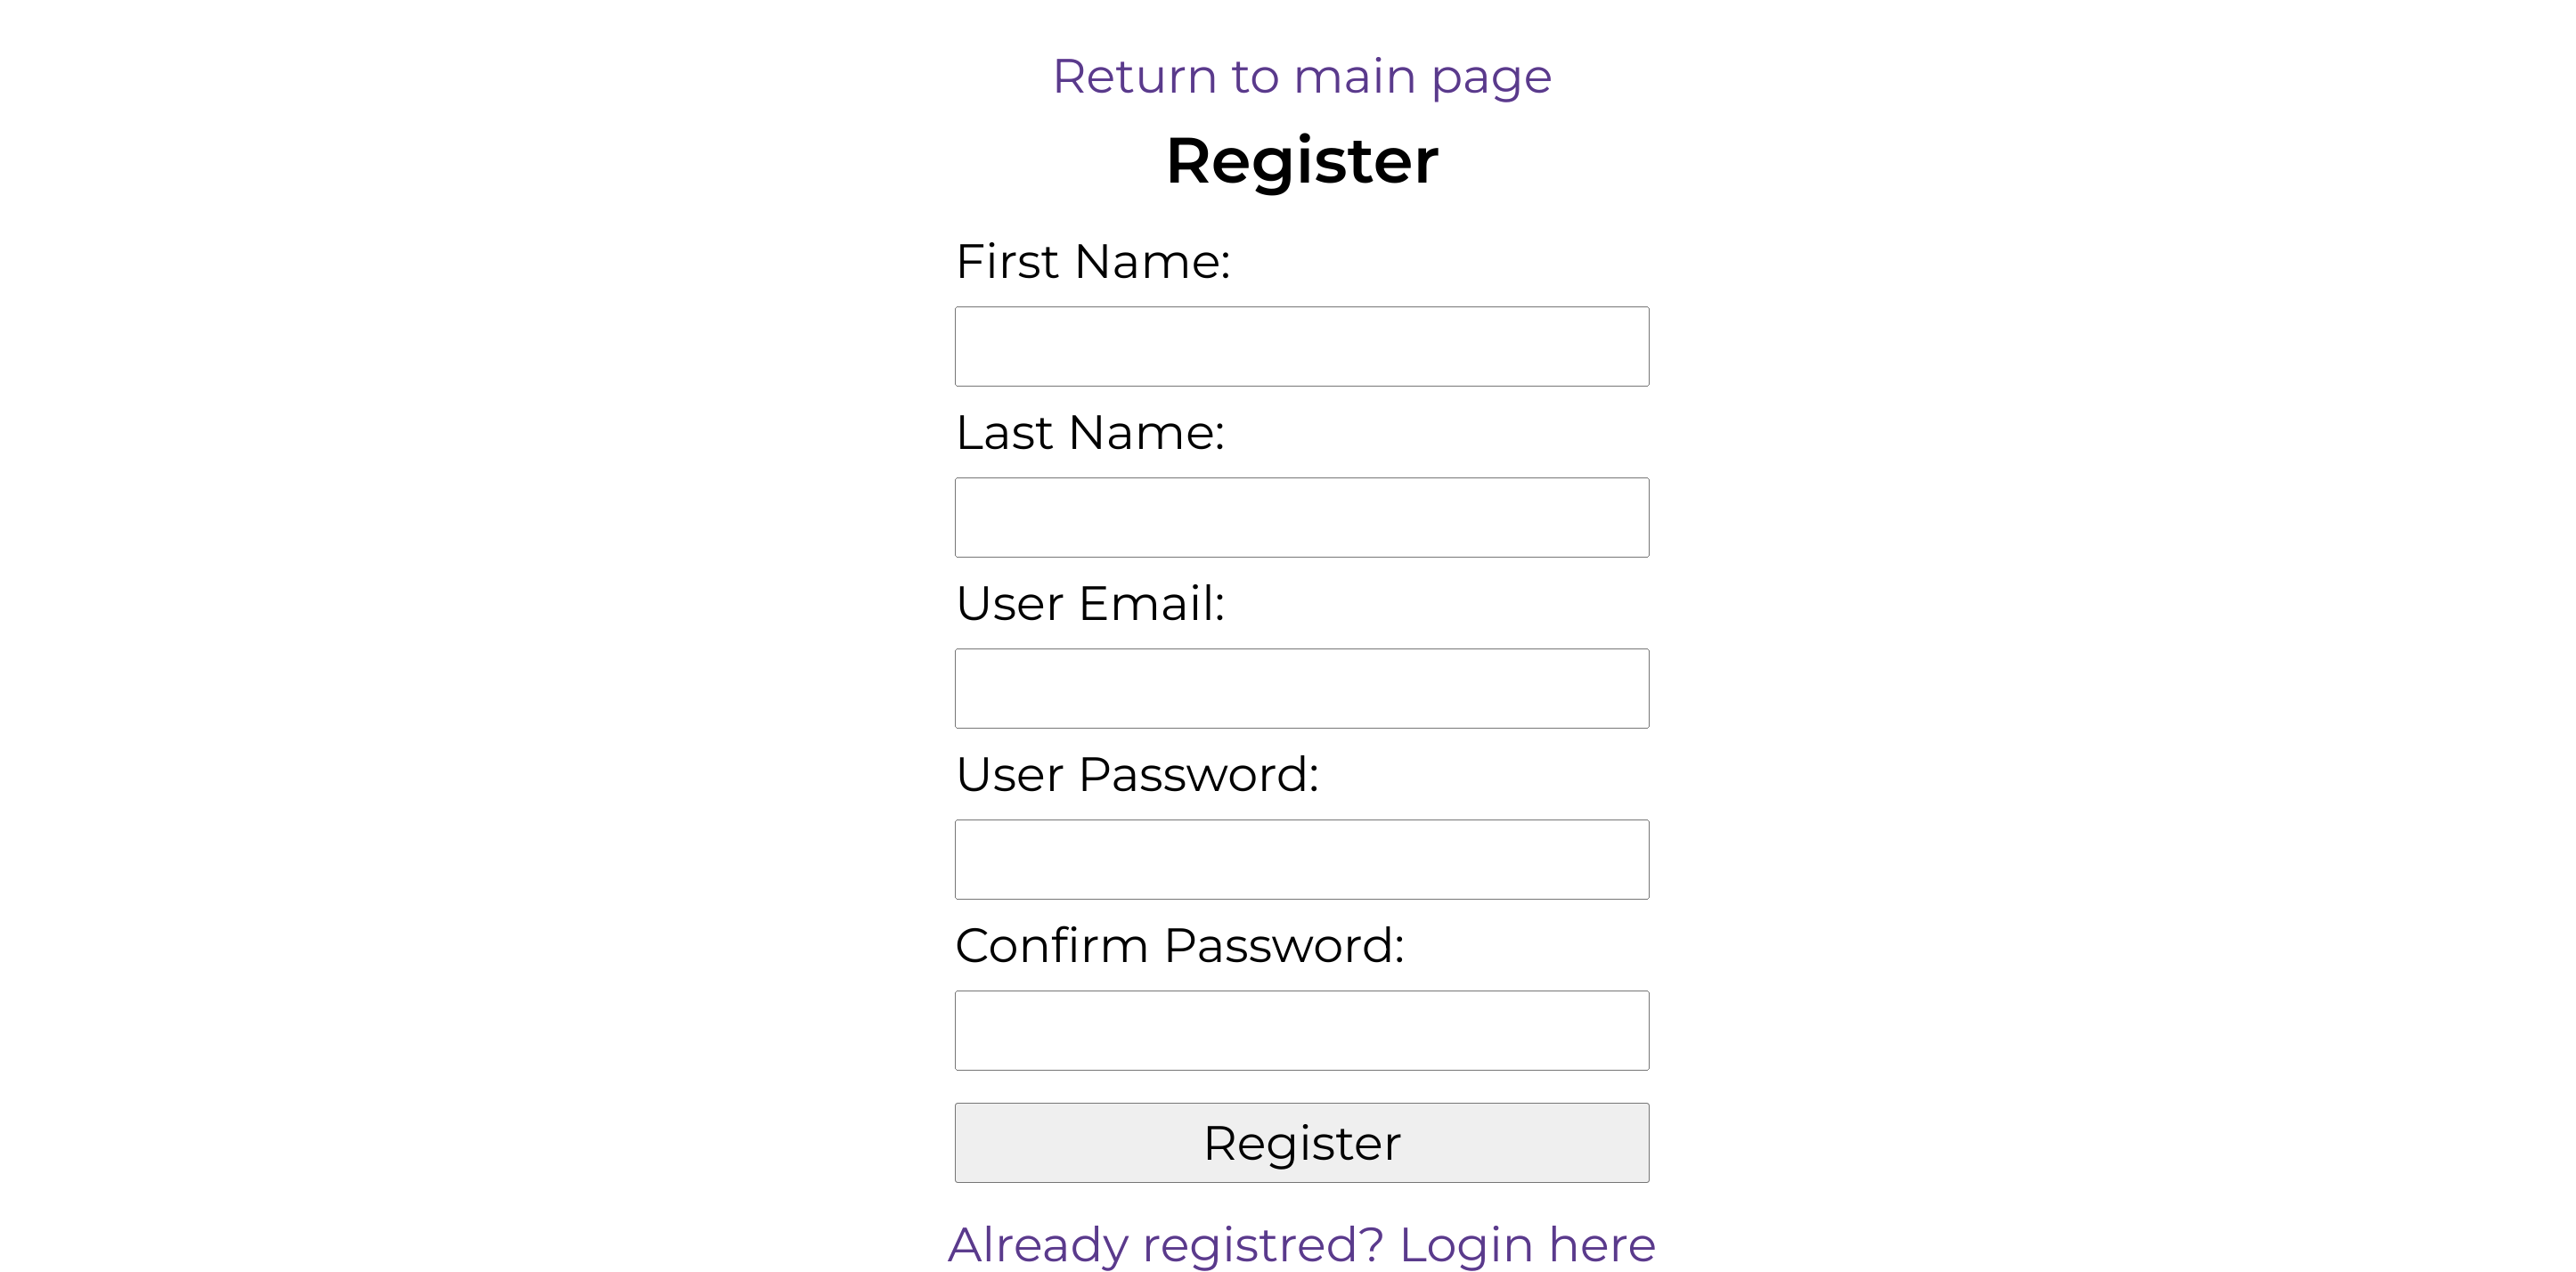 Return to main page
Register
First Name:
Last Name:
User Email:
User Password:
Confirm Password:
Register
Already registred? Login here